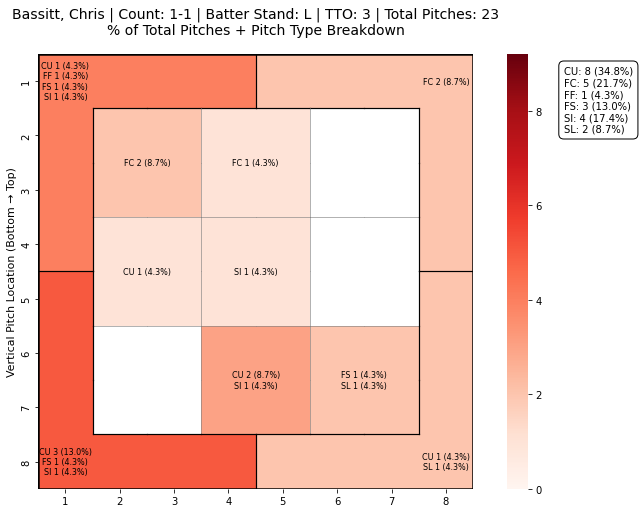 Bassitt, Chris | Count: 1-1 | Batter Stand: L | TTO: 3 | Total Pitches: 23
% of Total Pitches + Pitch Type Breakdown
CU 1 (4.3%)
FF 1 (4.3%)
FS 1 (4.3%)
SI 1 (4.3%)
FC 2 (8.7%)
FC 2 (8.7%)
FC 1 (4.3%)
CU 1 (4.3%)
SI 1 (4.3%)
CU 2 (8.7%)
SI 1 (4.3%)
FS 1 (4.3%)
SL 1 (4.3%)
CU 3 (13.0%)
FS 1 (4.3%)
SI 1 (4.3%)
CU 1 (4.3%)
SL 1 (4.3%)
Vertical Pitch Location (Bottom → Top)
1
2
3
4
5
6
7
8
1 2 3 4 5 6 7 8
8
6
4
2
0
CU: 8 (34.8%)
FC: 5 (21.7%)
FF: 1 (4.3%)
FS: 3 (13.0%)
SI: 4 (17.4%)
SL: 2 (8.7%)